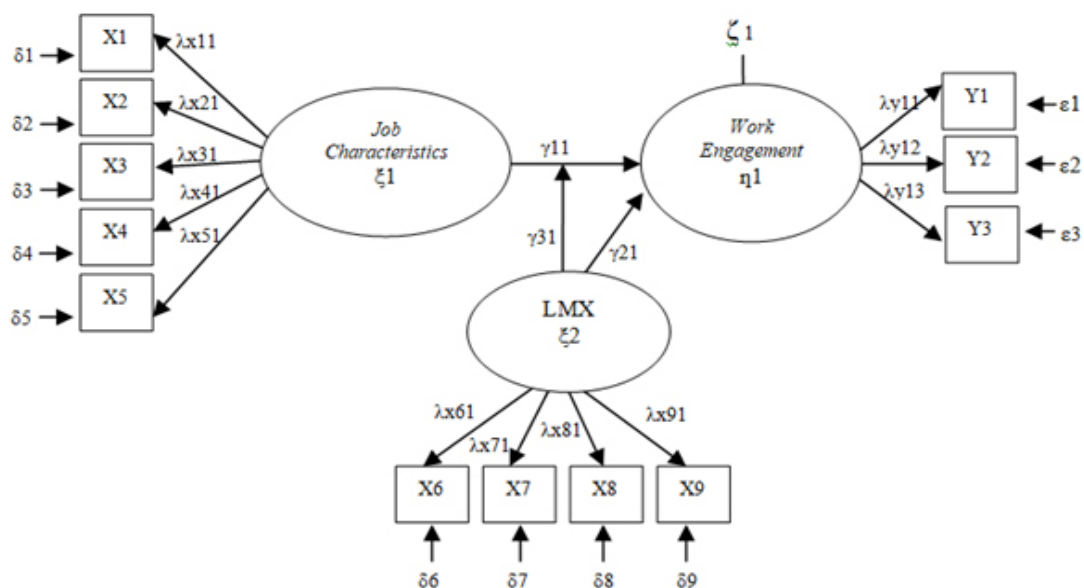 ζ 1
X1
δ1
λx11
X2
δ2
λx21
X3
δ3
λx31
X4
δ4
λx41
X5
δ5
λx51
Job
Characteristics
ξ1
γ11
Work
Engagement
η1
λy11
Y1
ε1
λy12
Y2
ε2
λy13
Y3
ε3
γ31
γ21
LMX
ξ2
λx61
λx71
λx81
λx91
X6
X7
X8
X9
δ6
δ7
δ8
δ9